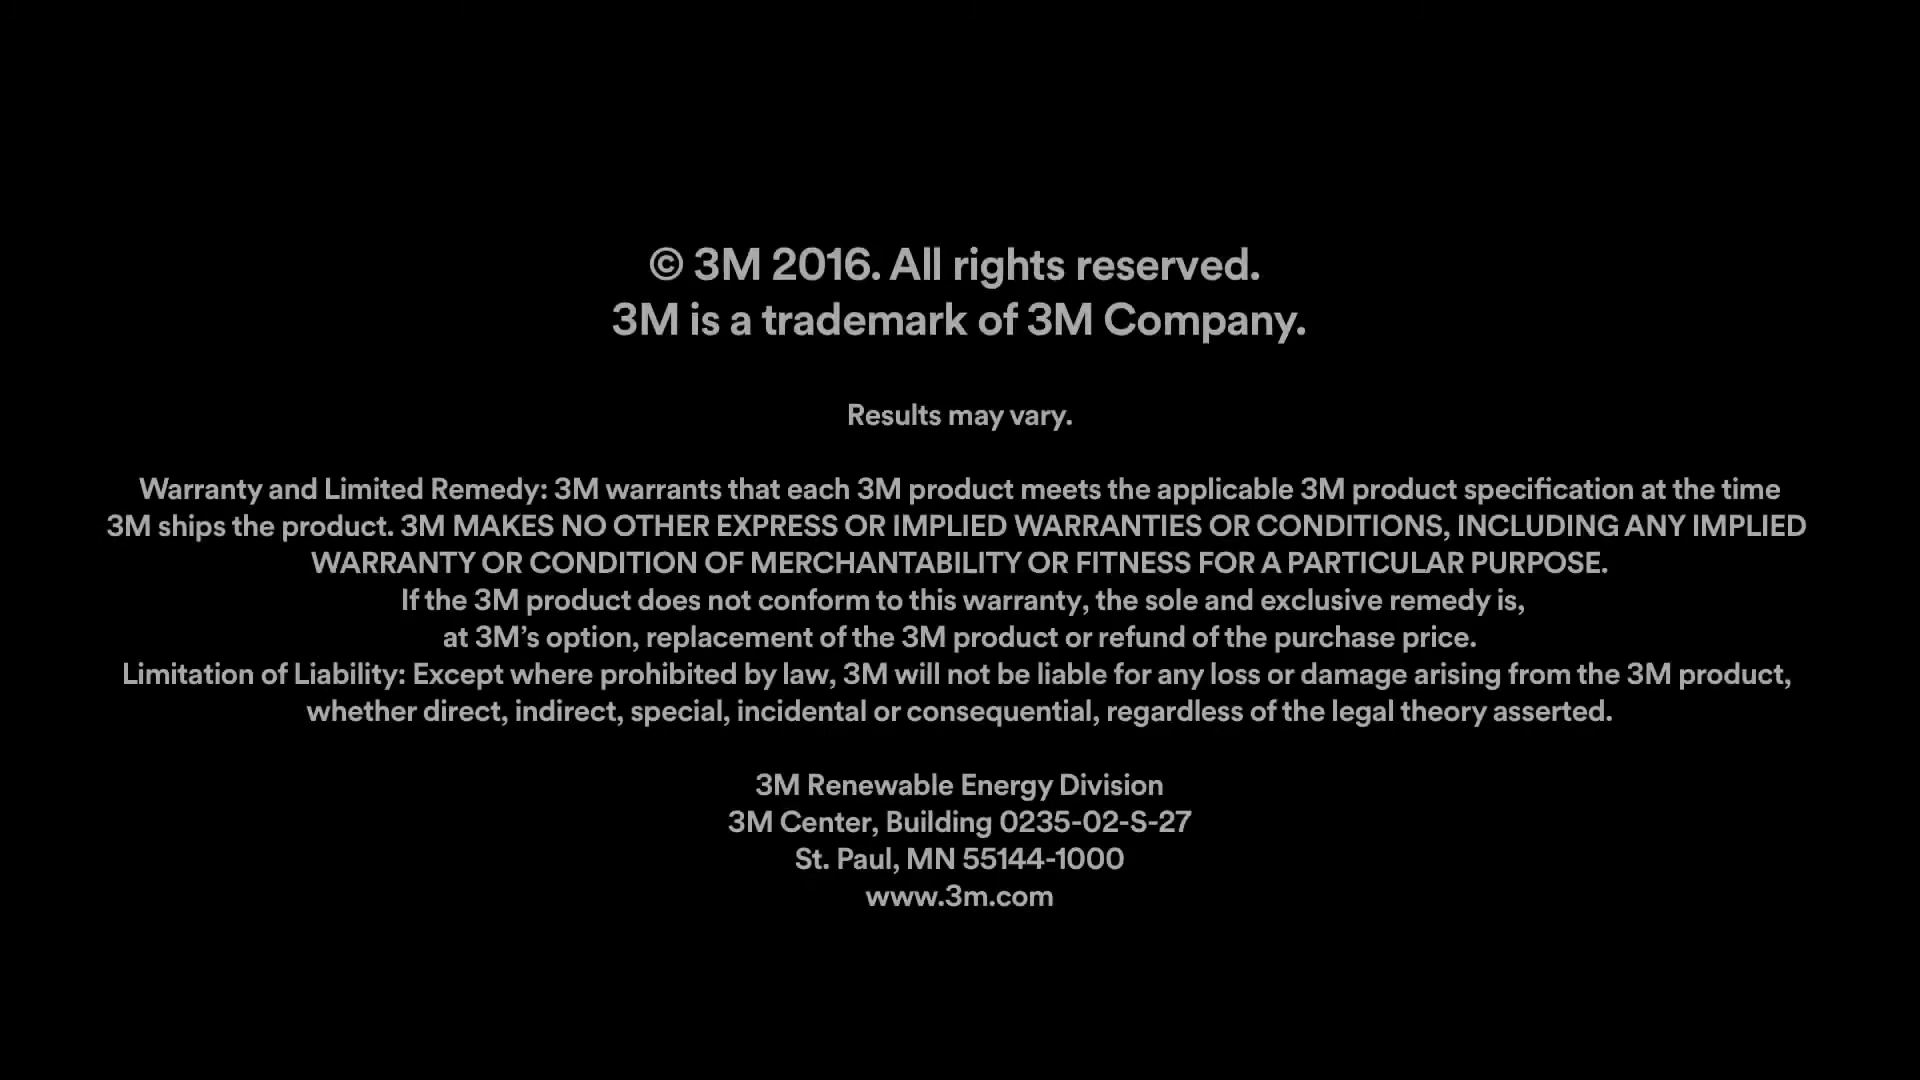 © 3M 2016. All rights reserved.
3M is a trademark of 3M Company.
Results may vary.
Warranty and Limited Remedy: 3M warrants that each 3M product meets the applicable 3M product specification at the time
3M ships the product. 3M MAKES NO OTHER EXPRESS OR IMPLIED WARRANTIES OR CONDITIONS, INCLUDING ANY IMPLIED
WARRANTY OR CONDITION OF MERCHANTABILITY OR FITNESS FOR A PARTICULAR PURPOSE.
If the 3M product does not conform to this warranty, the sole and exclusive remedy is,
at 3M’s option, replacement of the 3M product or refund of the purchase price.
Limitation of Liability: Except where prohibited by law, 3M will not be liable for any loss or damage arising from the 3M product,
whether direct, indirect, special, incidental or consequential, regardless of the legal theory asserted.
3M Renewable Energy Division
3M Center, Building 0235-02-S-27
St. Paul, MN 55144-1000
www.3m.com